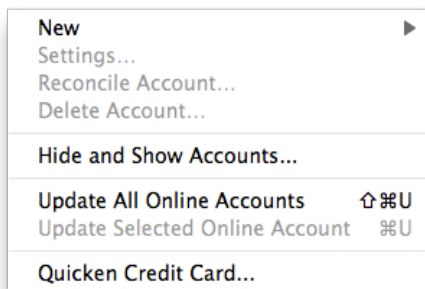 New ▶
Settings...
Reconcile Account...
Delete Account...
Hide and Show Accounts...
Update All Online Accounts ⇧⌘U
Update Selected Online Account ⌘U
Quicken Credit Card...